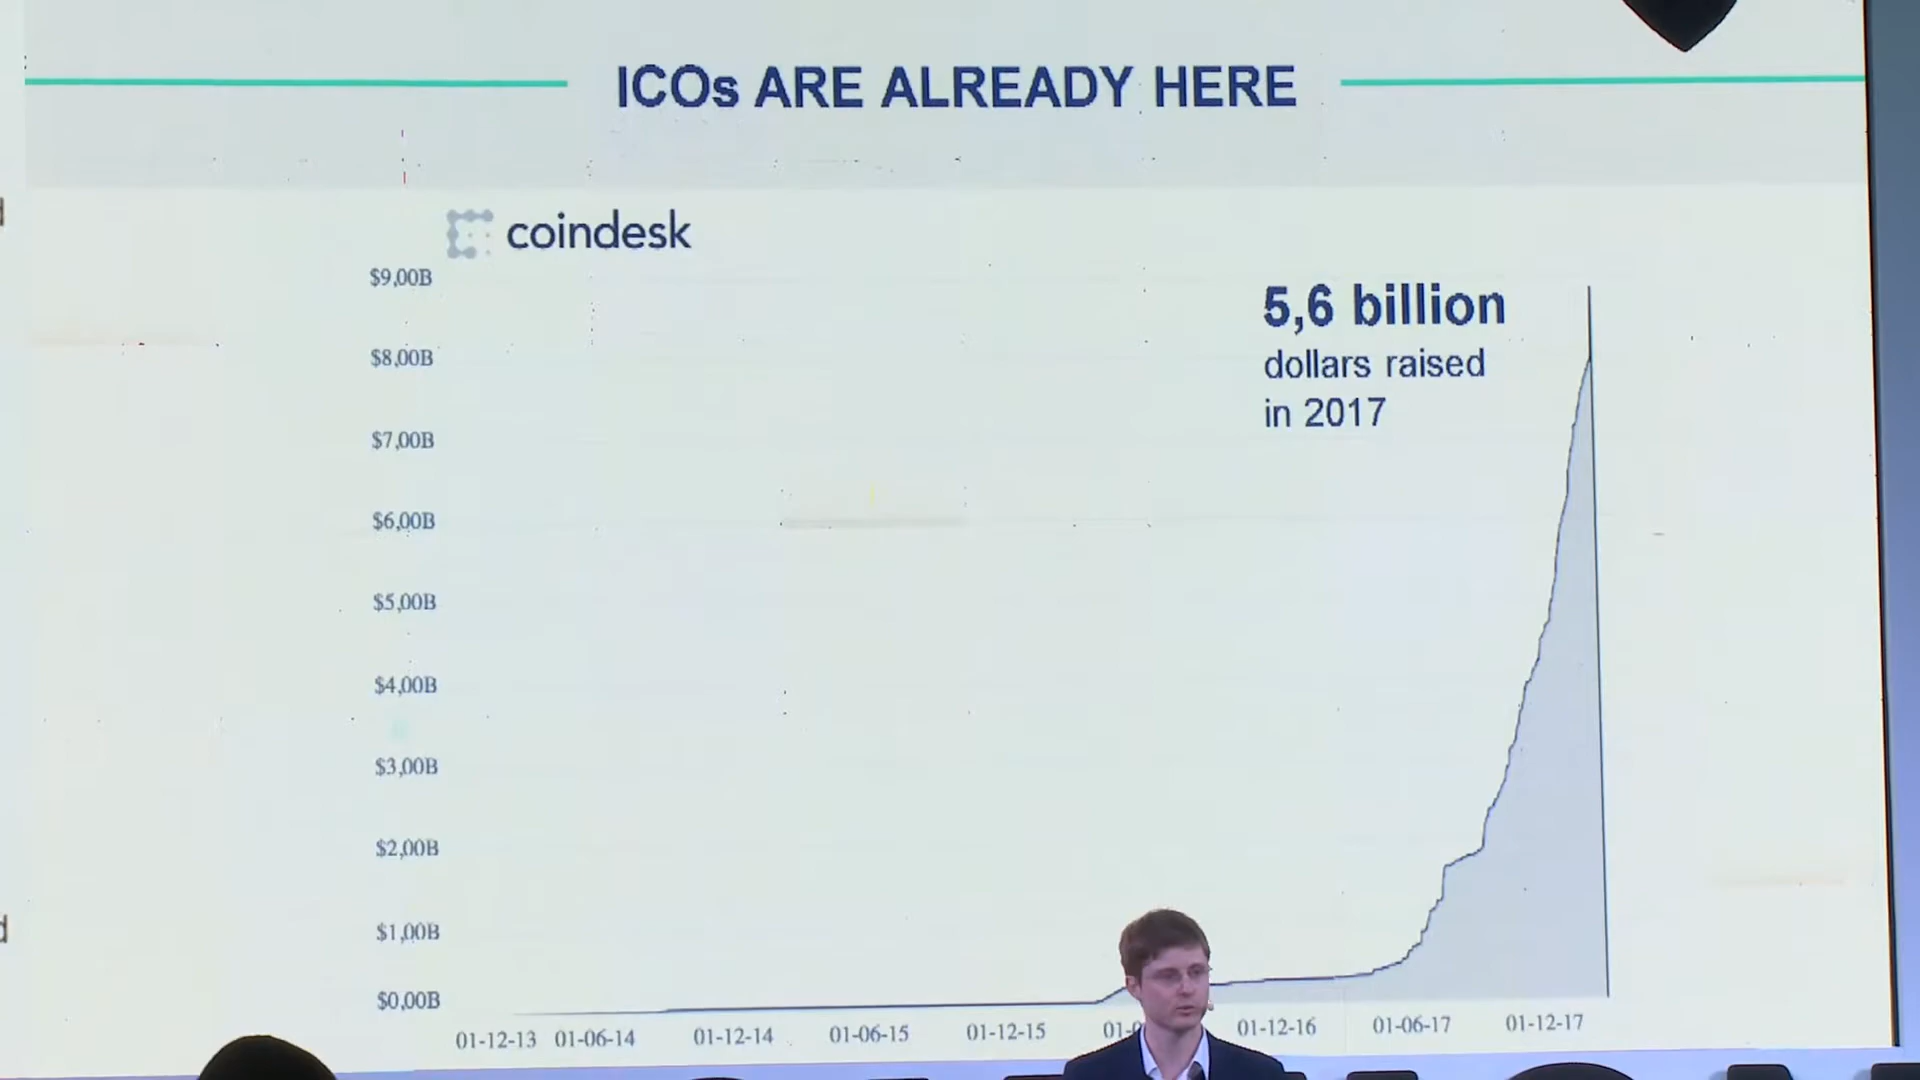 ICOs ARE ALREADY HERE
coindesk
$9,00B
5,6 billion
dollars raised
in 2017
$8,00B
$7,00B
$6,00B
$5,00B
$4,00B
$3,00B
$2,00B
$1,00B
$0,00B
01-12-13 01-06-14 01-12-14 01-06-15 01-12-15 01-12-16 01-06-17 01-12-17